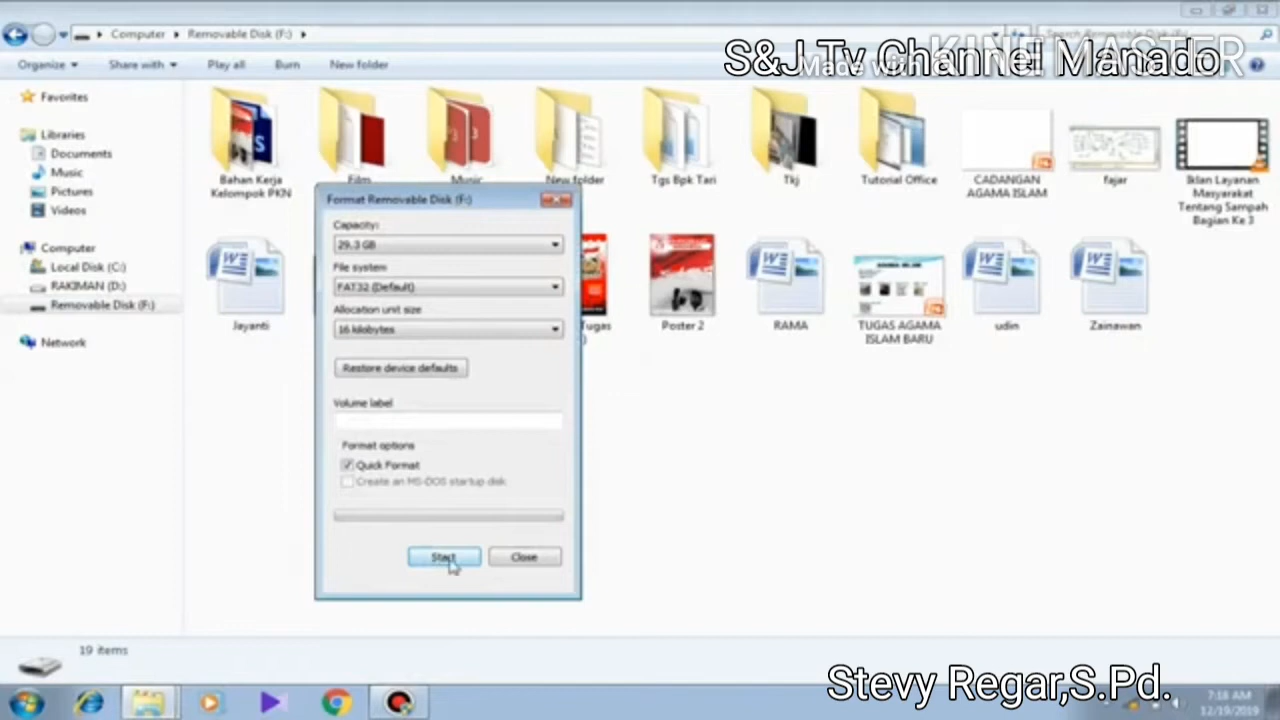 Computer ▸ Removable Disk (F:) ▸
S&J Tv Channel Manado
Made with KINEMASTER
Organize Share with Play all Burn New folder
Favorites
Libraries
Documents
Music
Pictures
Videos
Computer
Local Disk (C:)
RAKIMAN (D:)
Removable Disk (F:)
Network
Bahan Kerja
Kelompok PKN
Film
Music
New folder
Tgs Bpk Tari
Tkj
Tutorial Office
CADANGAN
AGAMA ISLAM
fajar
Iklan Layanan
Masyarakat
Tentang Sampah
Bagian Ke 3
Jayanti
Tugas
Poster 2
RAMA
TUGAS AGAMA
ISLAM BARU
udin
Zainawan
Format Removable Disk (F:)
Capacity:
29.3 GB
File system
FAT32 (Default)
Allocation unit size
16 kilobytes
Restore device defaults
Volume label
Format options
Quick Format
Create an MS-DOS startup disk
Start Close
19 items
Stevy Regar,S.Pd.
7:18 AM
12/19/2019